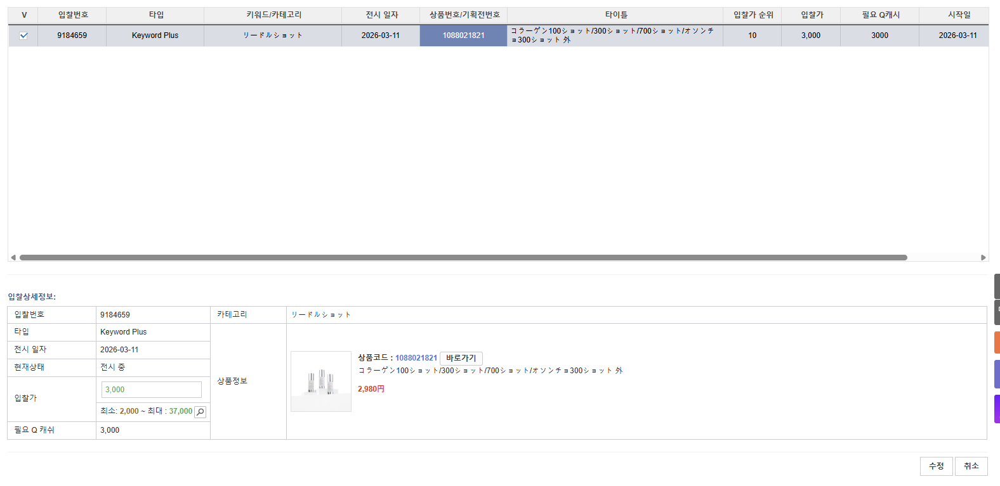 V 입찰번호 타입 키워드/카테고리 전시 일자 상품번호/기획전번호 타이틀 입찰가 순위 입찰가 필요 Q캐시 시작일
9184659 Keyword Plus リードルショット 2026-03-11 1088021821 コラーゲン100ショット/300ショット/700ショット/オソンチョ300ショット 外 10 3,000 3000 2026-03-11
입찰상세정보:
입찰번호 9184659 카테고리 リードルショット
타입 Keyword Plus
전시 일자 2026-03-11
현재상태 전시 중
상품정보
상품코드 : 1088021821 바로가기
コラーゲン100ショット/300ショット/700ショット/オソンチョ300ショット 外
2,980円
입찰가 3,000
최소: 2,000 ~ 최대 : 37,000
필요 Q 캐쉬 3,000
수정 취소